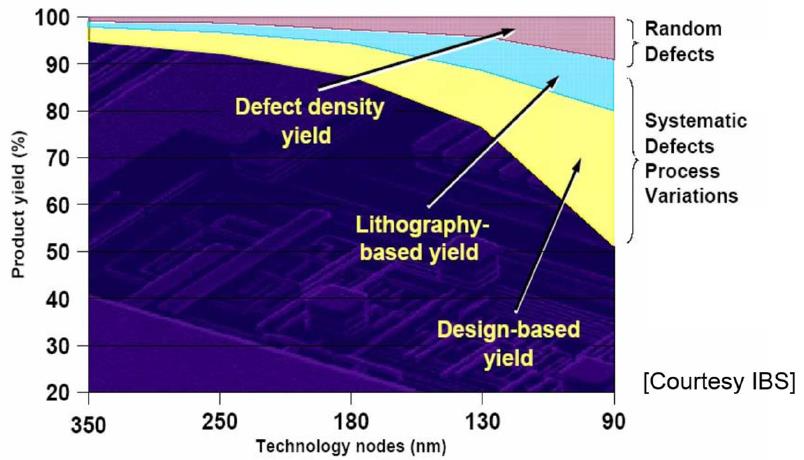 100
90
80
70
60
50
40
30
20
Product yield (%)
350
250
180
130
90
Technology nodes (nm)
Defect density
yield
Lithography-
based yield
Design-based
yield
Random
Defects
Systematic
Defects
Process
Variations
[Courtesy IBS]